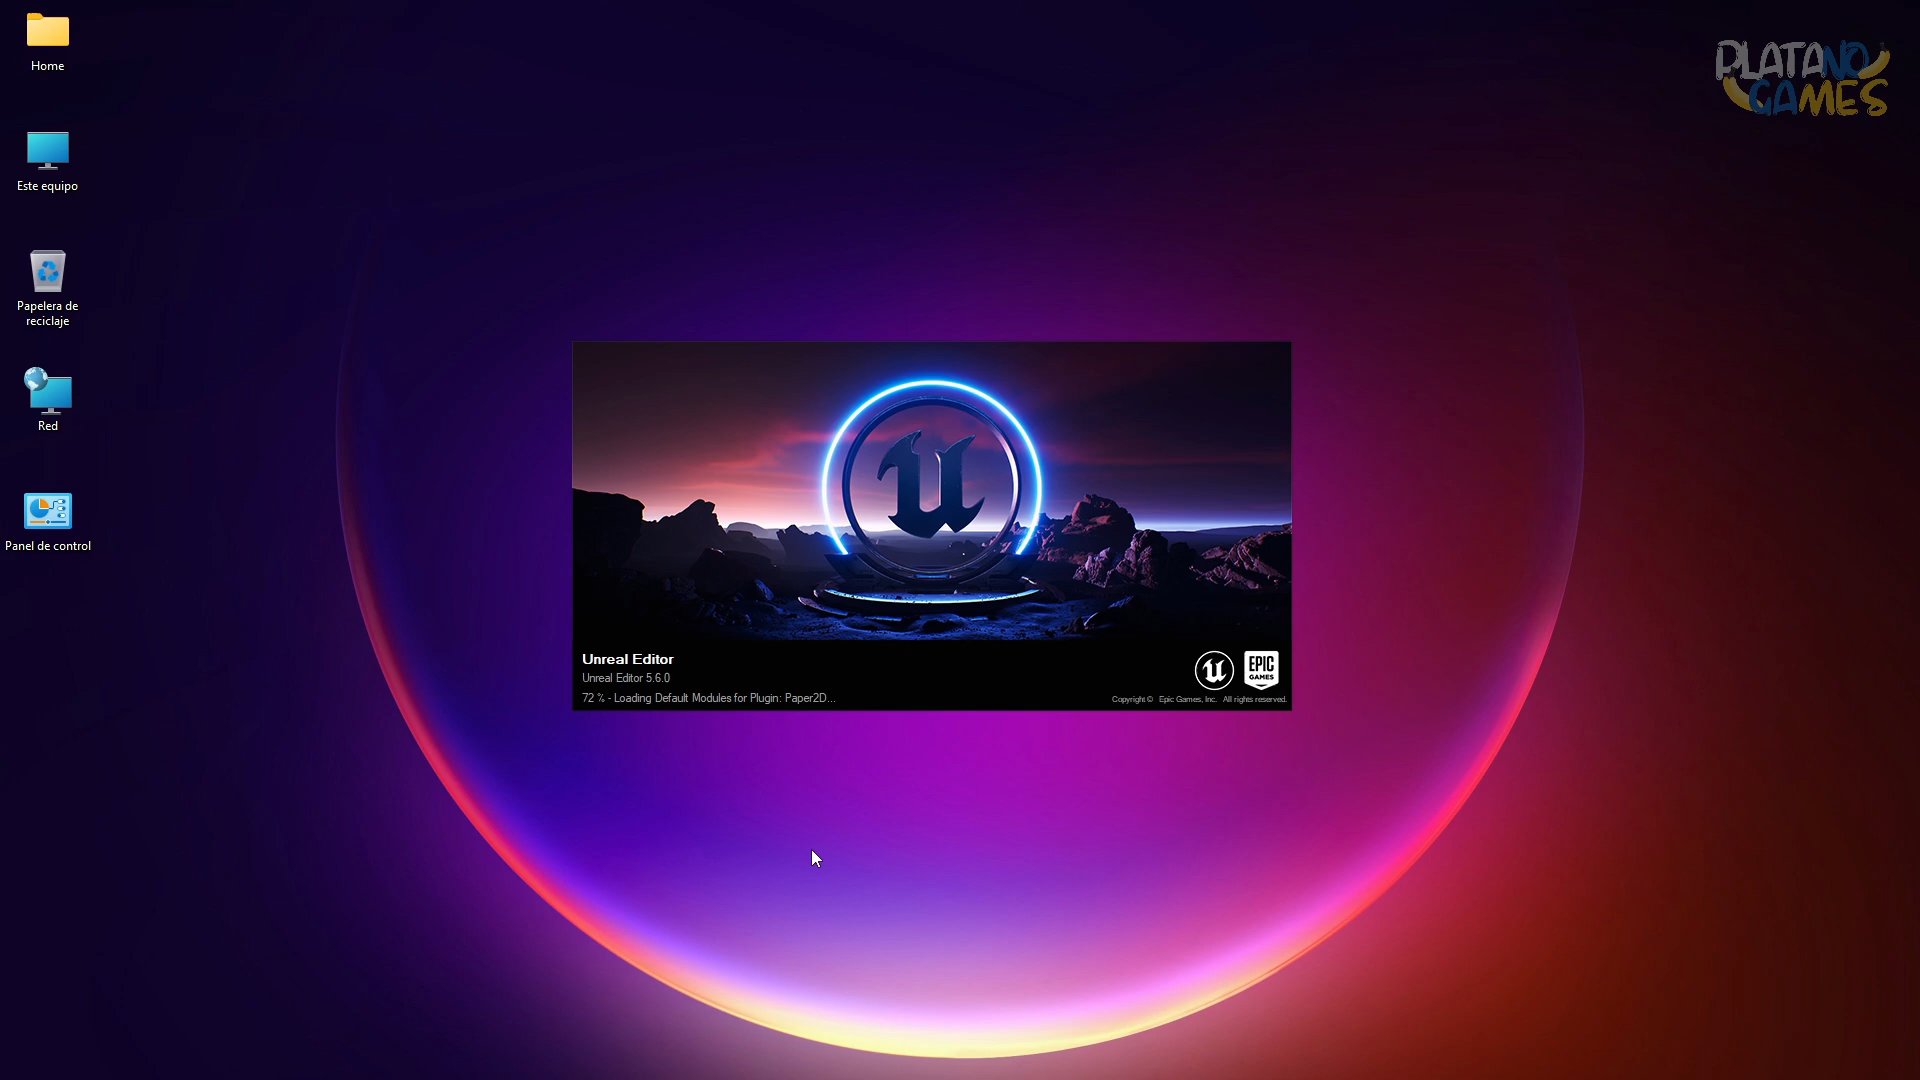 Home
Este equipo
Papelera de
reciclaje
Red
Panel de control
PLATANO
GAMES
Unreal Editor
Unreal Editor 5.6.0
72 % - Loading Default Modules for Plugin: Paper2D...
EPIC
GAMES
Copyright © Epic Games, Inc. All rights reserved.